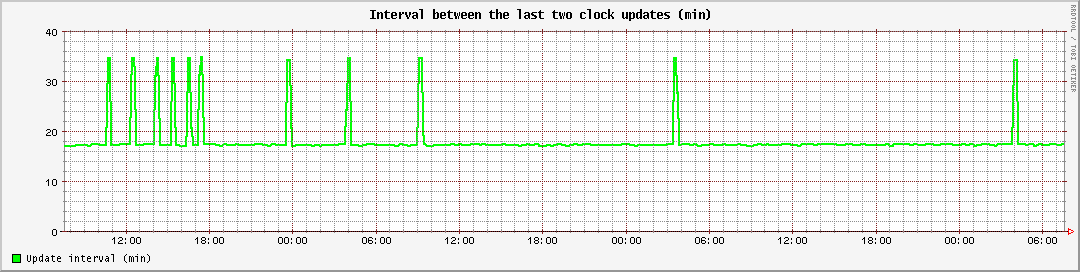 Interval between the last two clock updates (min)
RRDTOOL / TOBI OETIKER
40
30
20
10
0
12:00 18:00 00:00 06:00 12:00 18:00 00:00 06:00 12:00 18:00 00:00 06:00
Update interval (min)